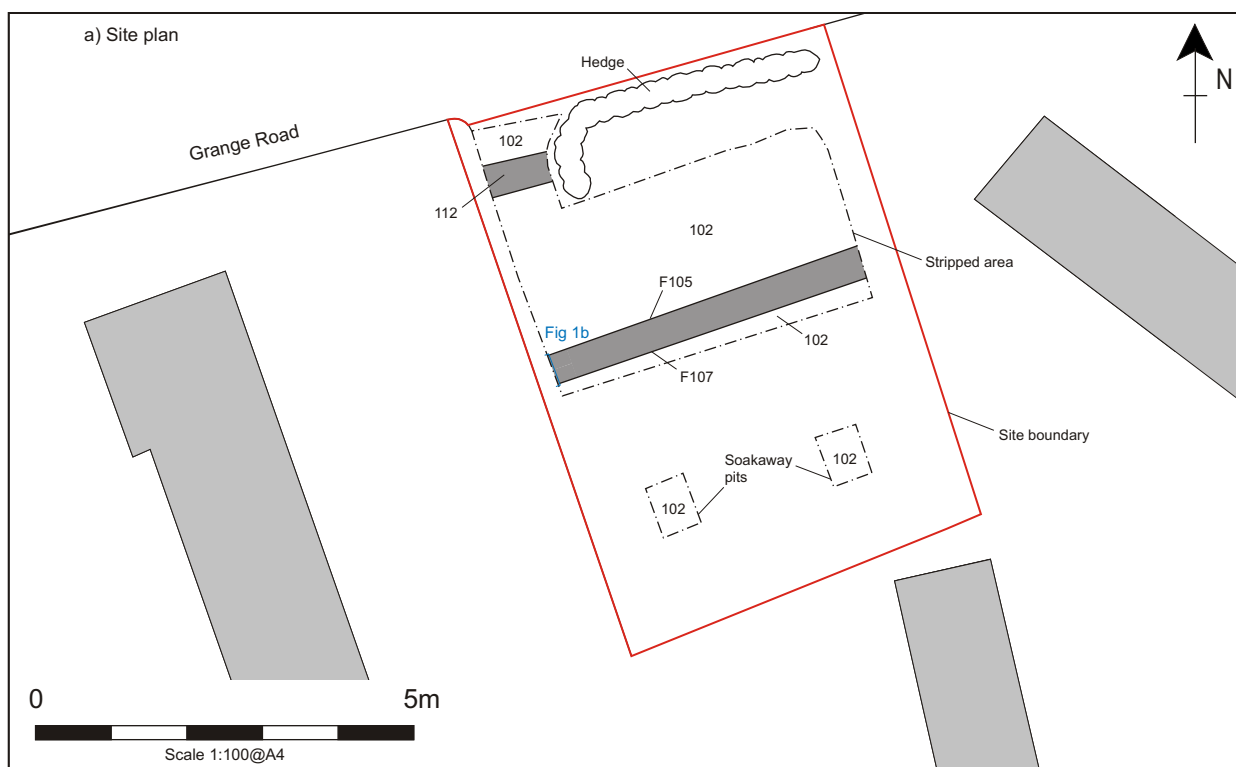 a) Site plan
Hedge
N
Grange Road
102
112
102
Stripped area
F105
Fig 1b
102
F107
Site boundary
Soakaway
pits
102
102
0
5m
Scale 1:100@A4